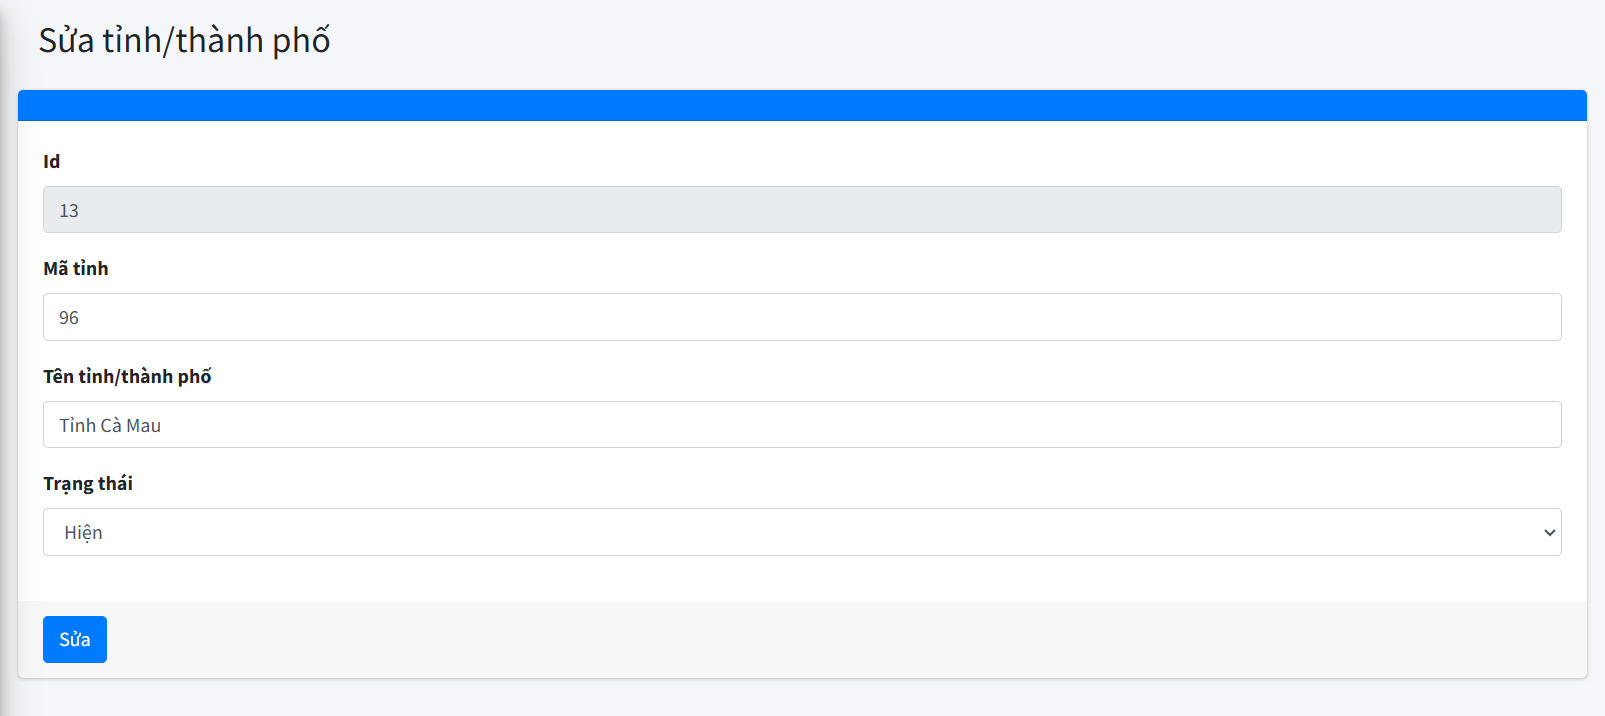 Sửa tỉnh/thành phố
Id
13
Mã tỉnh
96
Tên tỉnh/thành phố
Tỉnh Cà Mau
Trạng thái
Hiện
Sửa